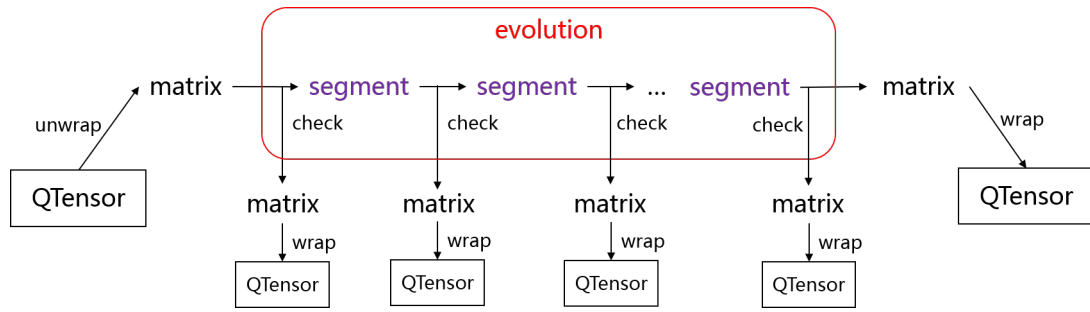 evolution
matrix
segment
segment
...
segment
matrix
unwrap
check
check
check
check
wrap
QTensor
QTensor
matrix
matrix
matrix
matrix
wrap
wrap
wrap
wrap
QTensor
QTensor
QTensor
QTensor